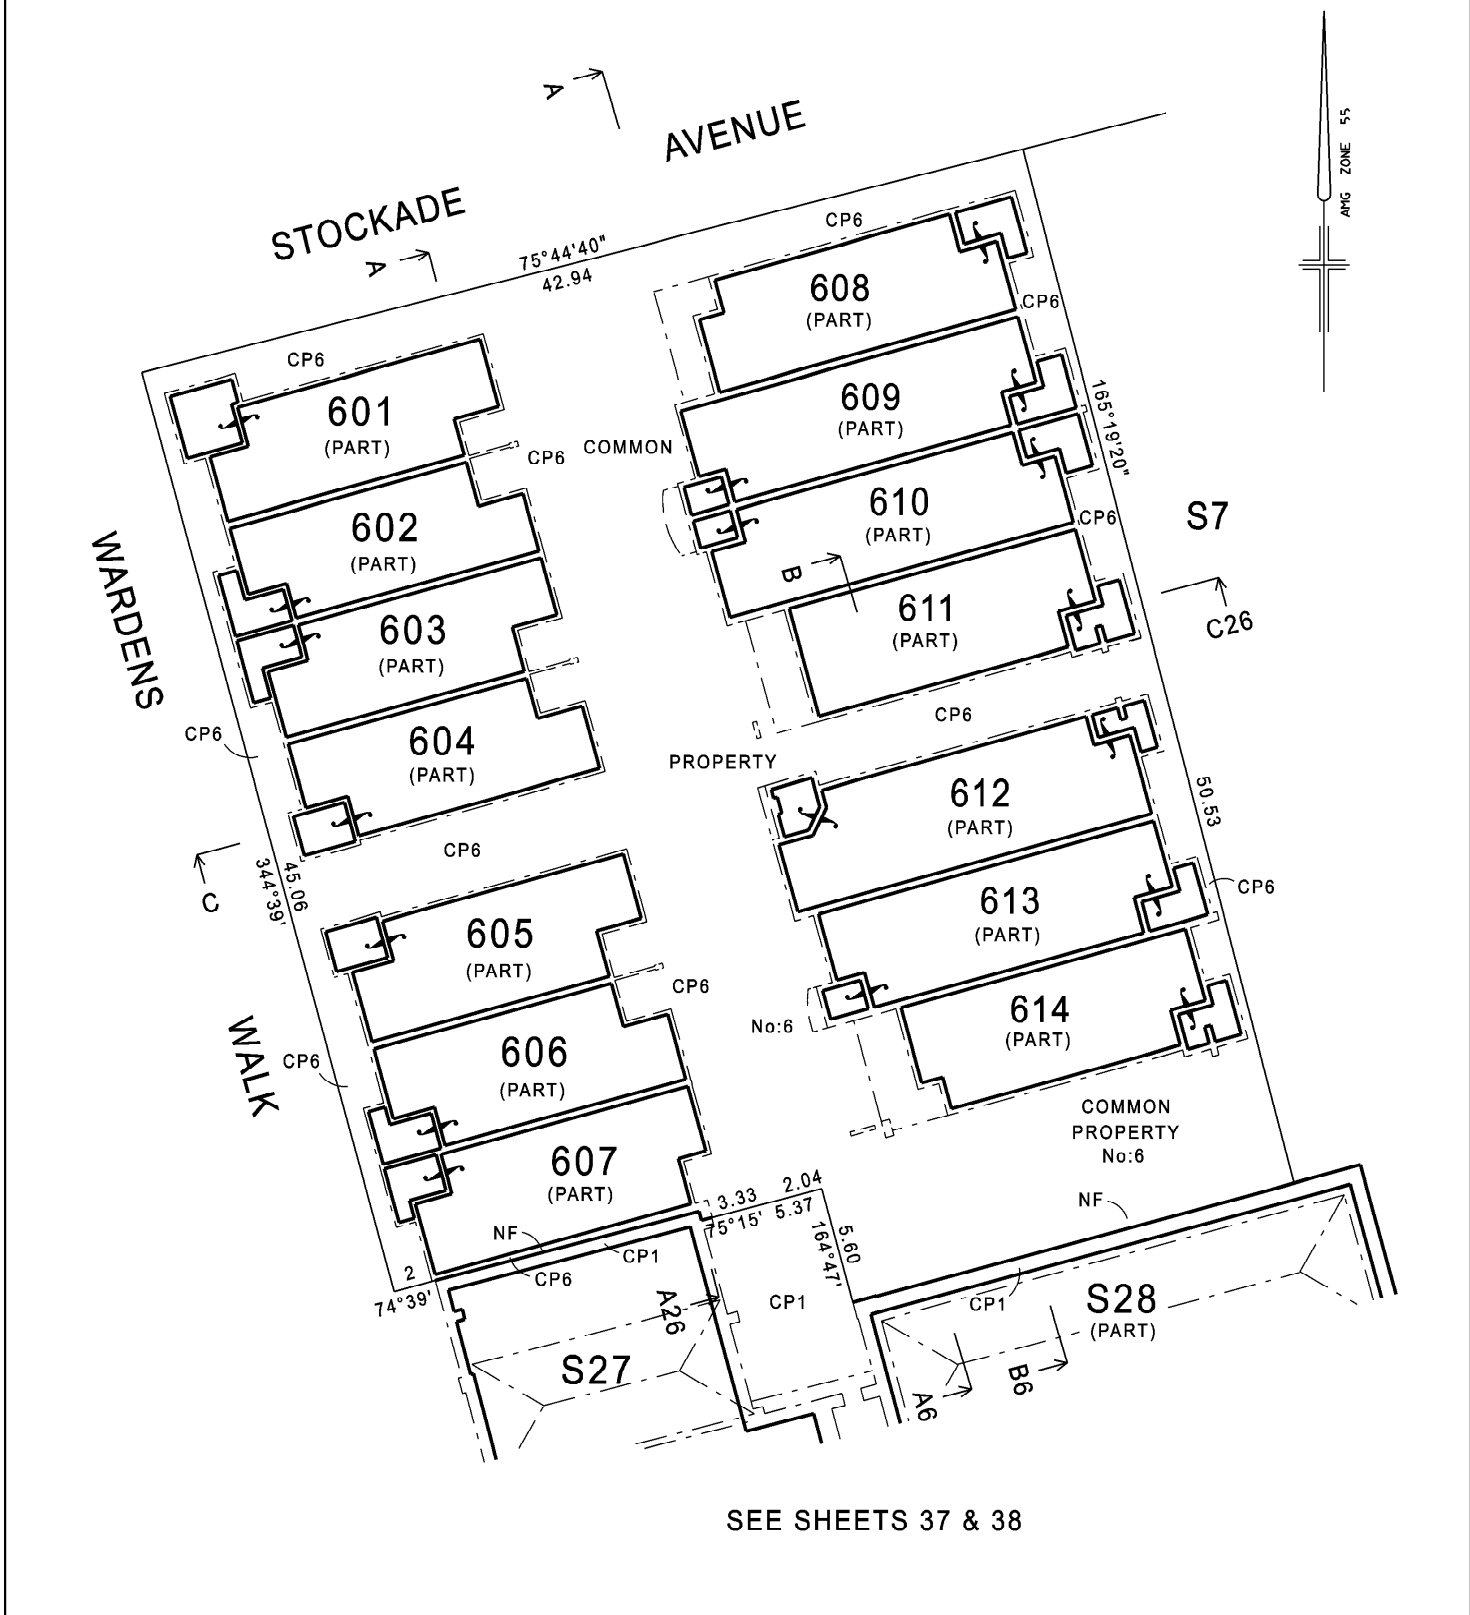 A
AVENUE
AMG ZONE 55
STOCKADE
A
75°44'40"
42.94
CP6
608
(PART)
CP6
CP6
601
(PART)
609
(PART)
165°19'20"
CP6
COMMON
610
(PART)
CP6
S7
602
(PART)
B
WARDENS
611
(PART)
C26
603
(PART)
CP6
CP6
604
(PART)
PROPERTY
612
(PART)
50.53
CP6
C
45.06
344°39'
CP6
613
(PART)
605
(PART)
CP6
No:6
614
(PART)
WALK
CP6
606
(PART)
COMMON
PROPERTY
No:6
607
(PART)
3.33
2.04
75°15'
5.37
NF
NF
5.60
164°47'
CP1
CP6
2
74°39'
A26
CP1
CP1
S28
(PART)
S27
B6
A6
SEE SHEETS 37 & 38